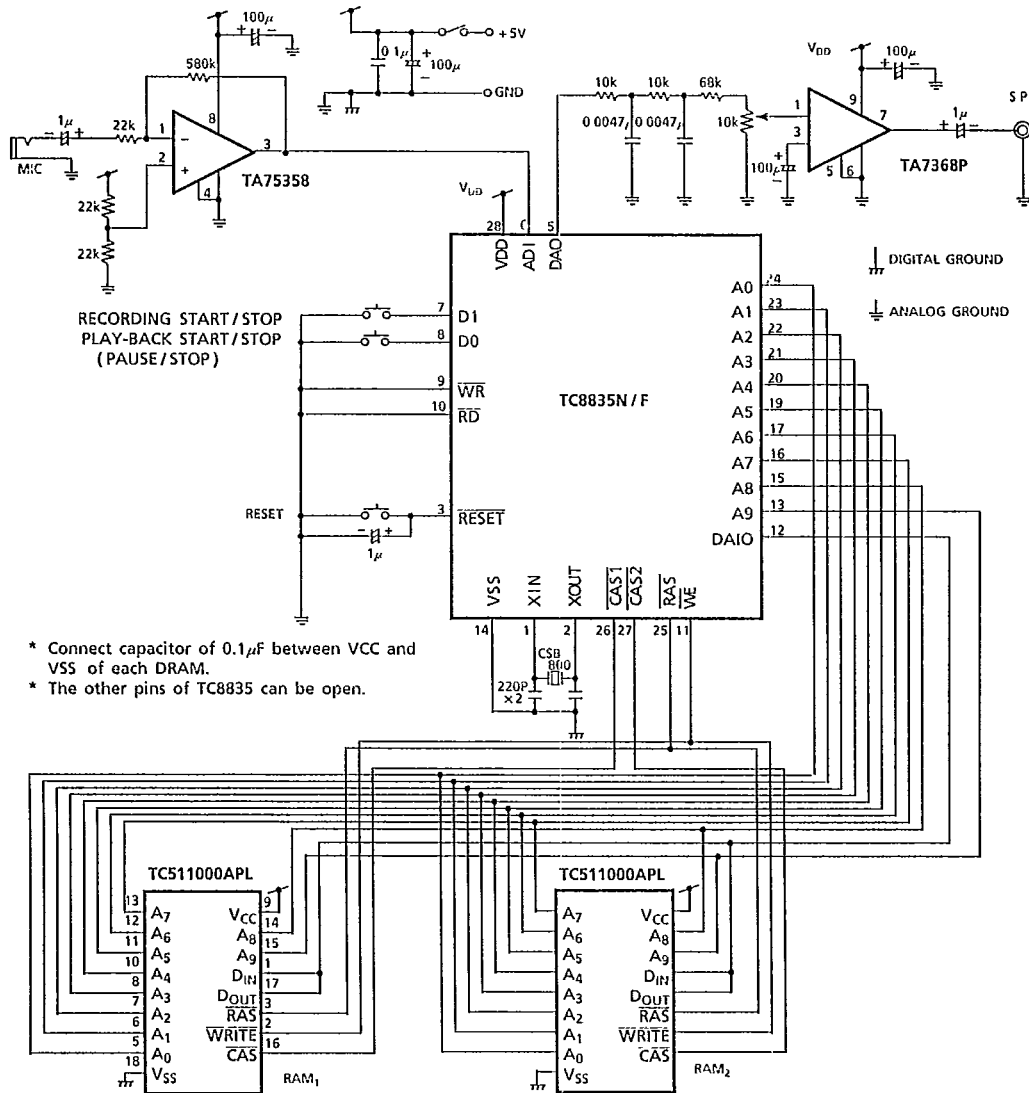 100μ
580k
1μ
22k
MIC
1
2
3
8
4
TA75358
22k
22k
0.1μ
100μ
+5V
GND
10k
10k
68k
0.0047μ
0.0047μ
10k
VDD
100μ
1
3
9
7
5
6
100μ
1μ
SP
TA7368P
VDD
28
6
5
VDD
ADI
DAO
DIGITAL GROUND
ANALOG GROUND
RECORDING START/STOP
PLAY-BACK START/STOP
(PAUSE/STOP)
7 D1
8 D0
9 WR
10 RD
RESET
3 RESET
1μ
TC8835N/F
A0 24
A1 23
A2 22
A3 21
A4 20
A5 19
A6 17
A7 16
A8 15
A9 13
DAIO 12
VSS
XIN
XOUT
CAS1
CAS2
RAS
WE
14
1
2
26
27
25
11
CSB
800
220P
×2
* Connect capacitor of 0.1μF between VCC and
VSS of each DRAM.
* The other pins of TC8835 can be open.
TC511000APL
13 A7
12 A6
11 A5
10 A4
8 A3
7 A2
6 A1
5 A0
18 VSS
VCC 9
A8 14
A9 15
DIN 1
DOUT 17
RAS 3
WRITE 2
CAS 16
RAM1
TC511000APL
A7
A6
A5
A4
A3
A2
A1
A0
VSS
VCC
A8
A9
DIN
DOUT
RAS
WRITE
CAS
RAM2